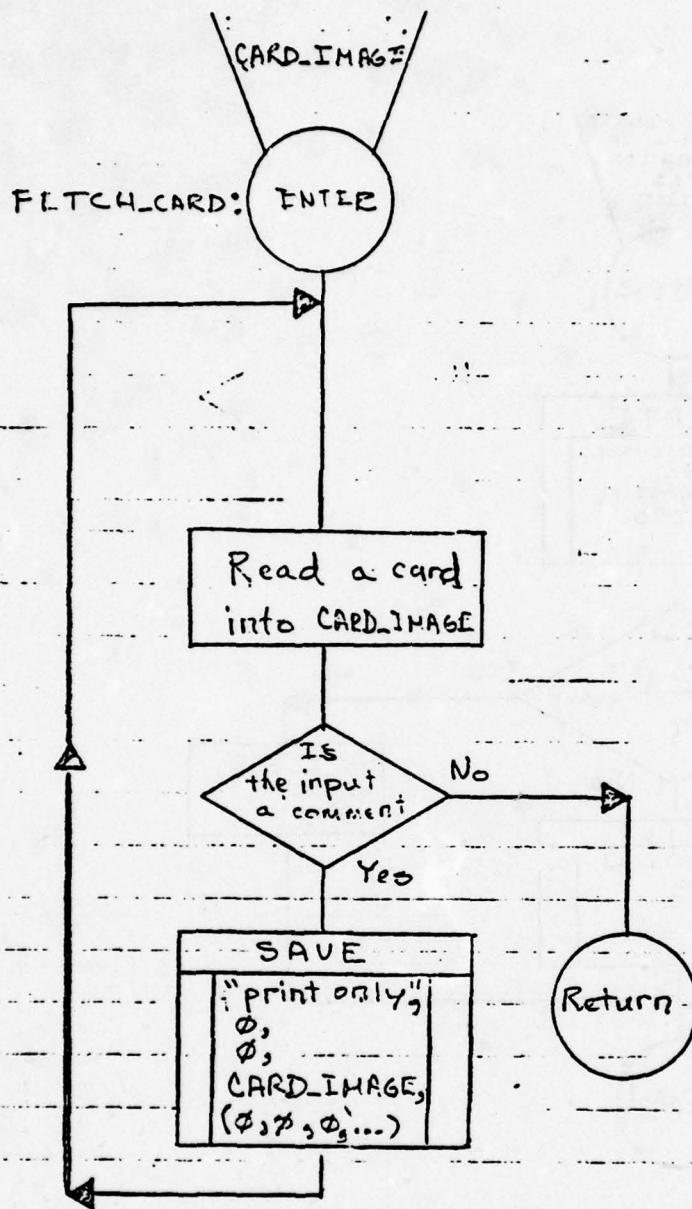 CARD_IMAGE
FETCH_CARD:
ENTER
Read a card
into CARD_IMAGE
Is
the input
a comment
No
Yes
SAVE
"print only",
Ø,
Ø,
CARD_IMAGE,
(Ø,Ø,Ø,...)
Return